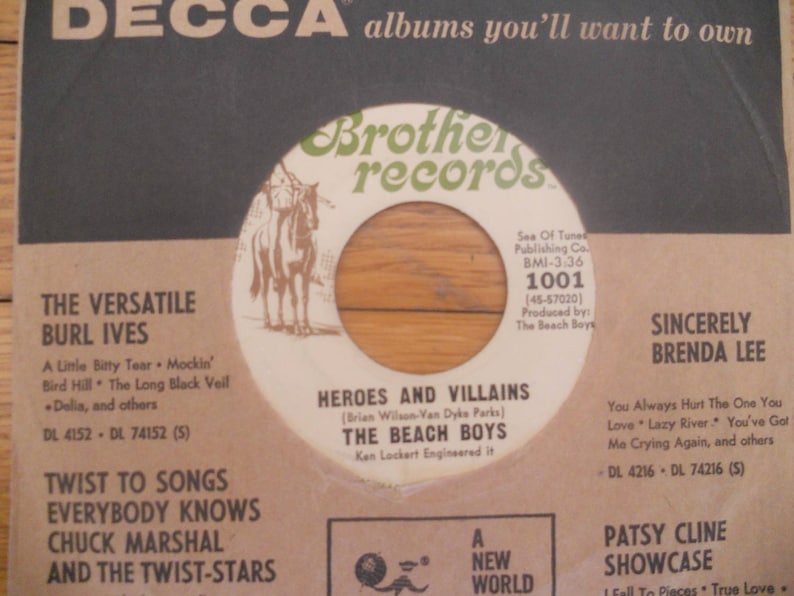 DECCA® albums you'll want to own
Brother
records™
Sea Of Tunes
Publishing Co.
BMI-3:36
1001
(45-57020)
Produced by:
The Beach Boys
HEROES AND VILLAINS
(Brian Wilson-Van Dyke Parks)
THE BEACH BOYS
Ken Lockert Engineered it
THE VERSATILE
BURL IVES
A Little Bitty Tear • Mockin'
Bird Hill • The Long Black Veil
• Delia, and others
DL 4152 • DL 74152 (S)
TWIST TO SONGS
EVERYBODY KNOWS
CHUCK MARSHAL
AND THE TWIST-STARS
A
NEW
WORLD
SINCERELY
BRENDA LEE
You Always Hurt The One You
Love • Lazy River • You've Got
Me Crying Again, and others
DL 4216 • DL 74216 (S)
PATSY CLINE
SHOWCASE
I Fall To Pieces • True Love •